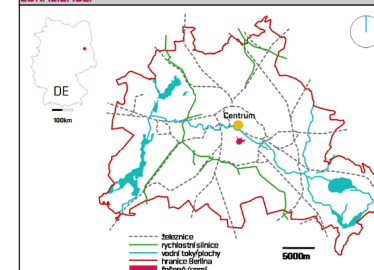 DE
100km
Centrum
železnice
rychlostní silnice
vodní toky/plochy
hranice Berlína
5000m